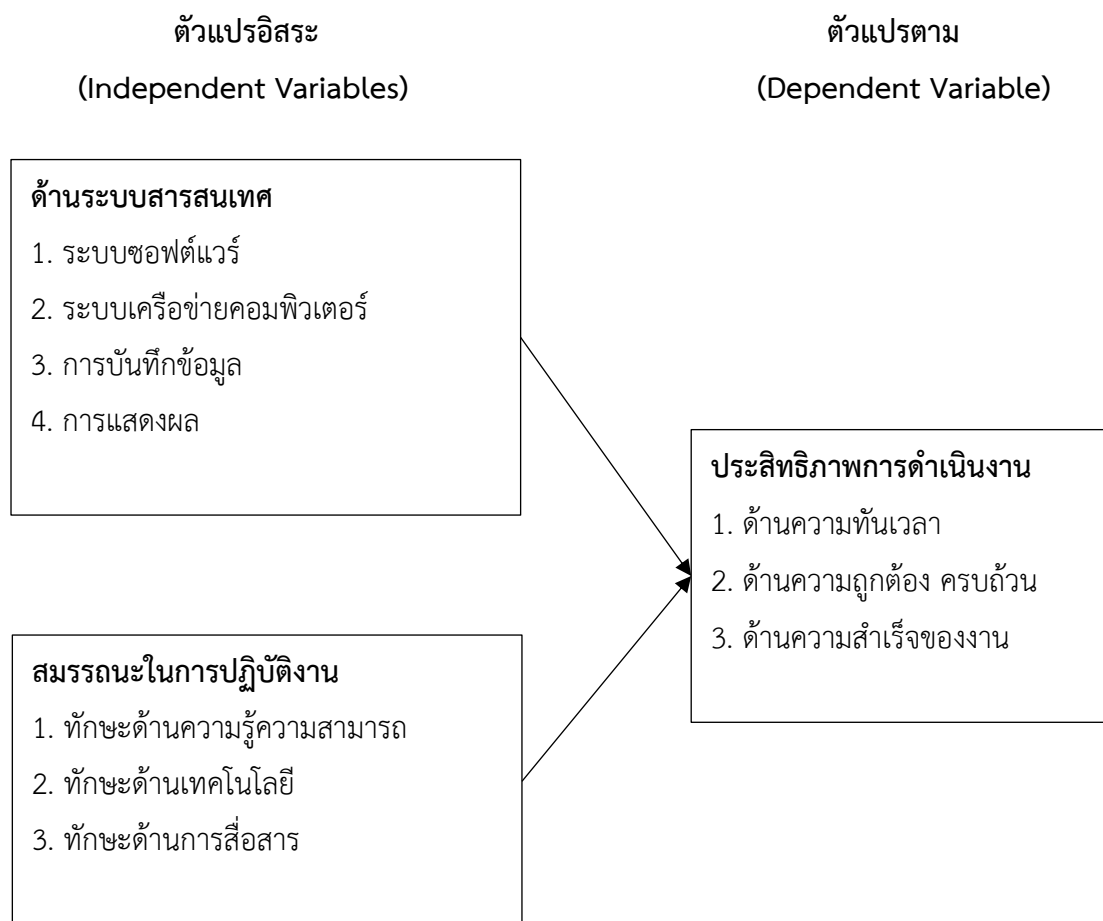 ตัวแปรอิสระ
(Independent Variables)
ตัวแปรตาม
(Dependent Variable)
ด้านระบบสารสนเทศ
1. ระบบซอฟต์แวร์
2. ระบบเครือข่ายคอมพิวเตอร์
3. การบันทึกข้อมูล
4. การแสดงผล
สมรรถนะในการปฏิบัติงาน
1. ทักษะด้านความรู้ความสามารถ
2. ทักษะด้านเทคโนโลยี
3. ทักษะด้านการสื่อสาร
ประสิทธิภาพการดำเนินงาน
1. ด้านความทันเวลา
2. ด้านความถูกต้อง ครบถ้วน
3. ด้านความสำเร็จของงาน